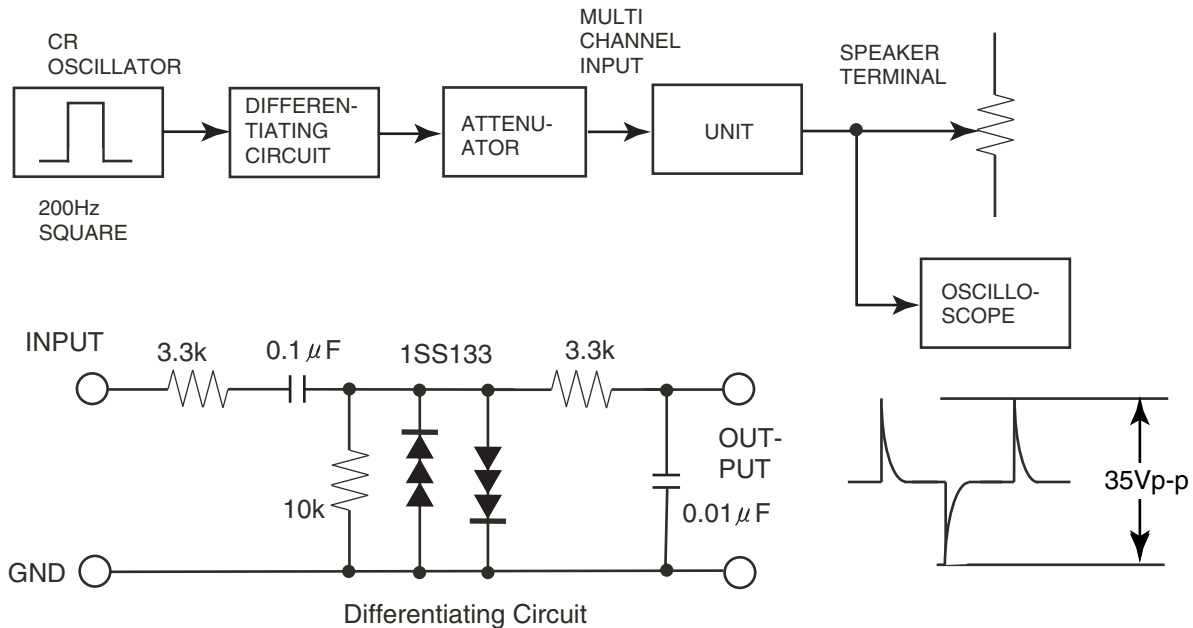 CR
OSCILLATOR
MULTI
CHANNEL
INPUT
SPEAKER
TERMINAL
DIFFEREN-
TIATING
CIRCUIT
ATTENU-
ATOR
UNIT
200Hz
SQUARE
OSCILLO-
SCOPE
INPUT
3.3k
0.1μF
1SS133
3.3k
OUT-
PUT
10k
0.01μF
35Vp-p
GND
Differentiating Circuit